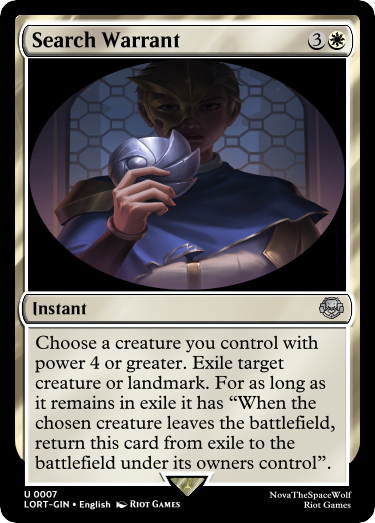 Search Warrant 3
Instant
Choose a creature you control with
power 4 or greater. Exile target
creature or landmark. For as long as
it remains in exile it has “When the
chosen creature leaves the battlefield,
return this card from exile to the
battlefield under its owners control”.
U 0007
LORT-GIN • English RIOT GAMES
NovaTheSpaceWolf
Riot Games